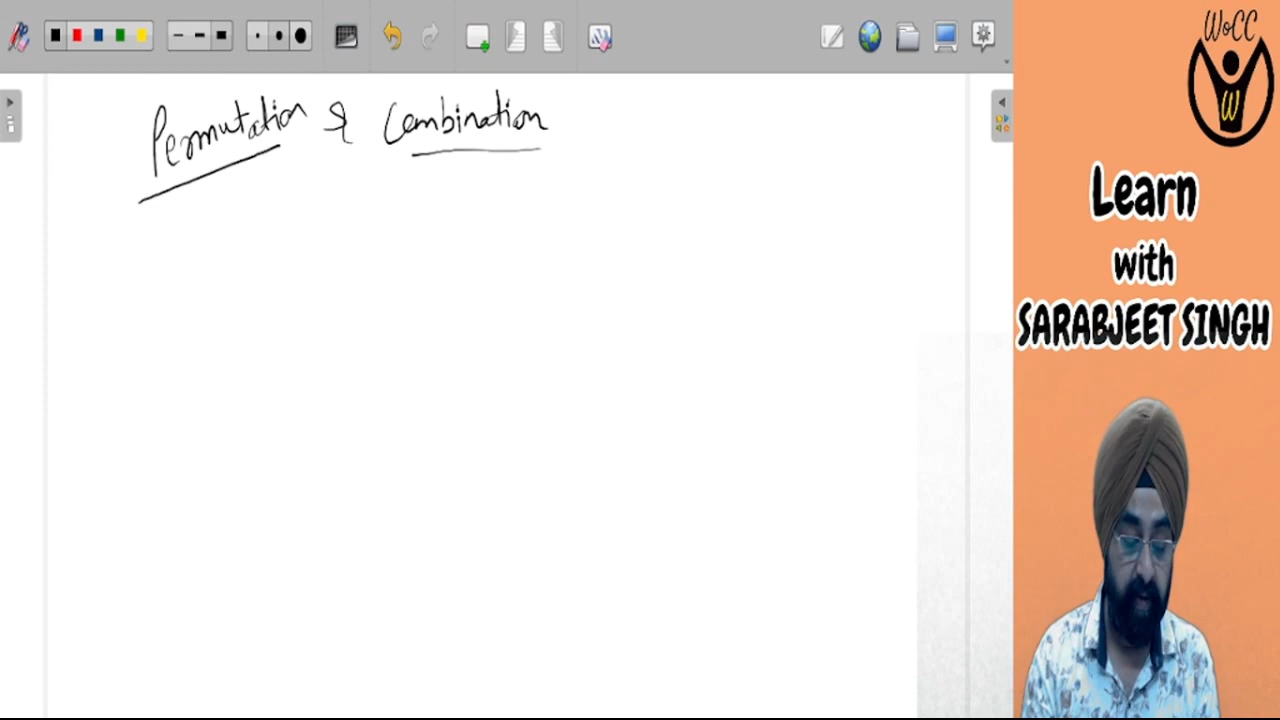 Permutation & Combination
WoCC
W
Learn
with
SARABJEET SINGH